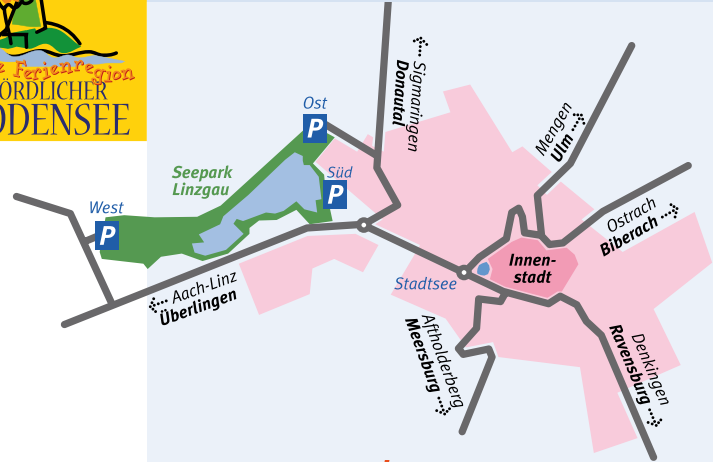 Ferienregion
ÖRDLICHER
ODENSEE
Ost
P
Süd
P
West
P
Seepark
Linzgau
Sigmaringen
Donautal
Mengen
Ulm
Ostrach
Biberach
Innen-
stadt
Stadtsee
Aach-Linz
Überlingen
Aftholderberg
Meersburg
Denkingen
Ravensburg